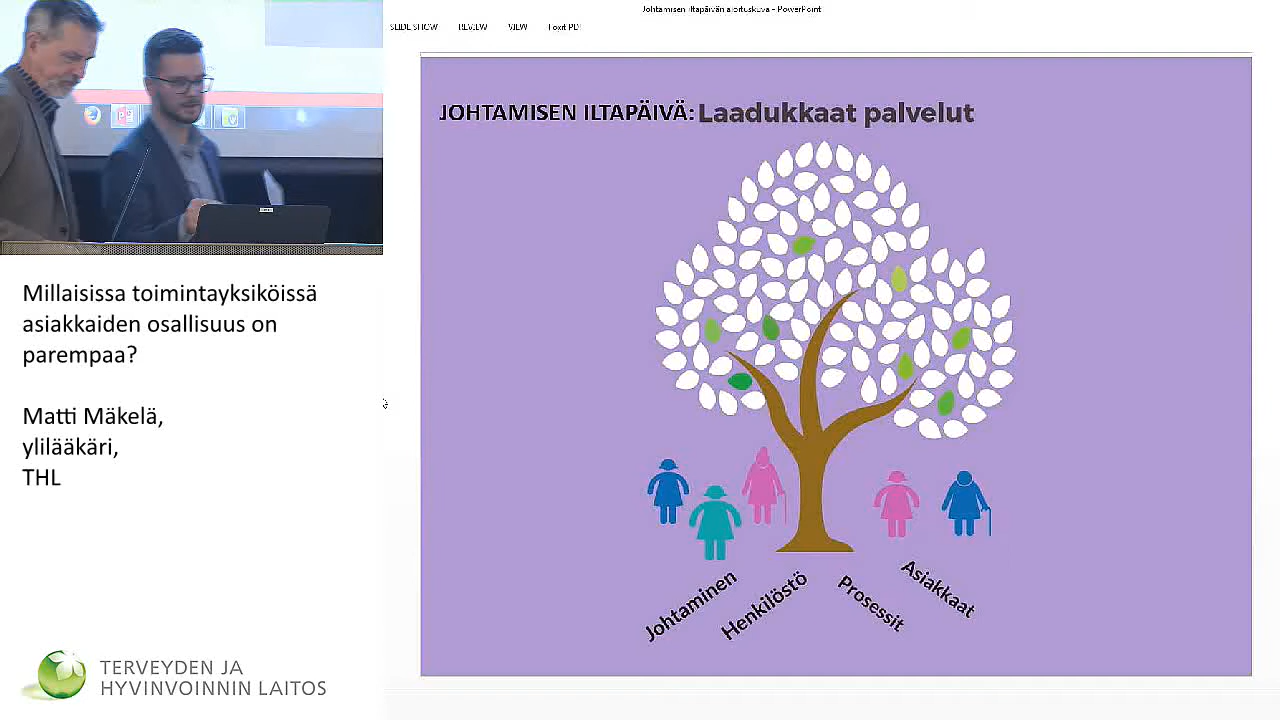 Johtamisen iltapäivän aloituskuva - PowerPoint
SLIDE SHOW REVIEW VIEW Foxit PDF
JOHTAMISEN ILTAPÄIVÄ: Laadukkaat palvelut
Johtaminen
Henkilöstö
Prosessit
Asiakkaat
Millaisissa toimintayksiköissä
asiakkaiden osallisuus on
parempaa?
Matti Mäkelä,
ylilääkäri,
THL
TERVEYDEN JA
HYVINVOINNIN LAITOS